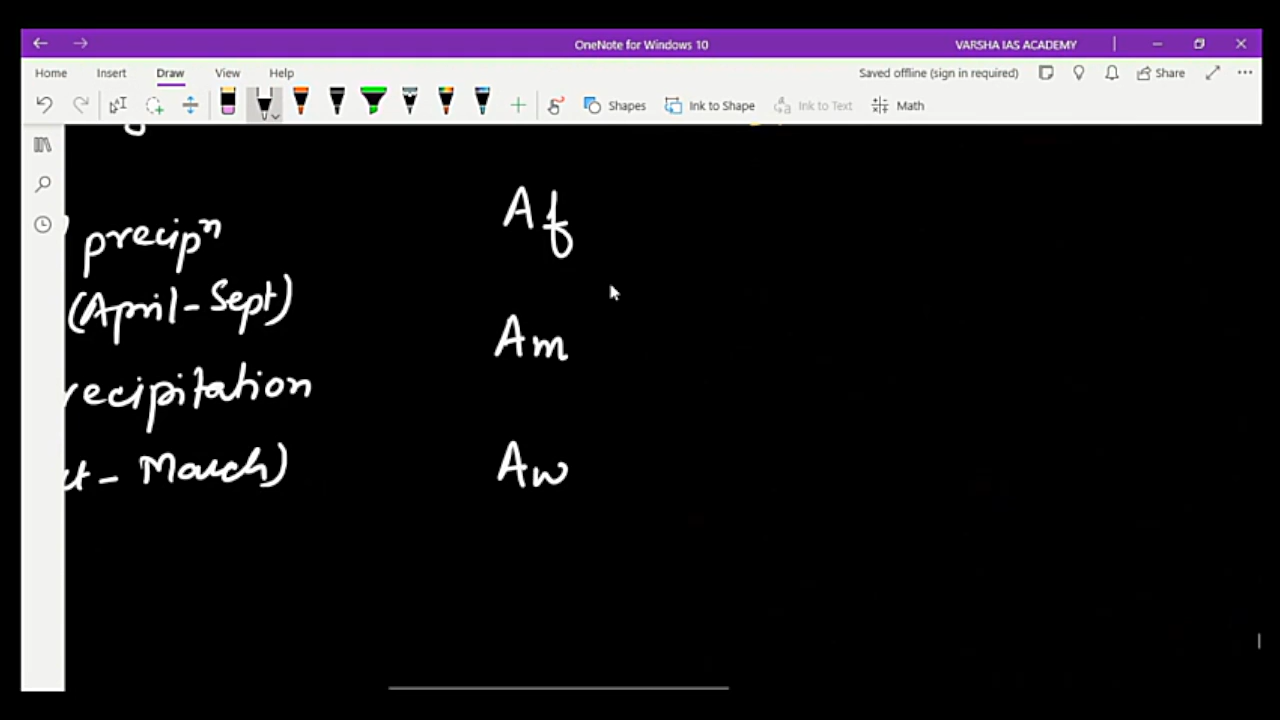 OneNote for Windows 10
VARSHA IAS ACADEMY
Home Insert Draw View Help
Saved offline (sign in required)
Share
Shapes
Ink to Shape
Ink to Text
Math
precipⁿ
(April - Sept)
recipitation
t - March)
Af
Am
Aw